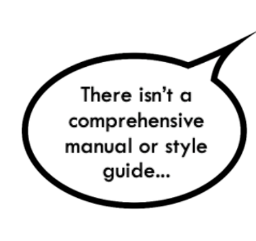 There isn’t a
comprehensive
manual or style
guide...